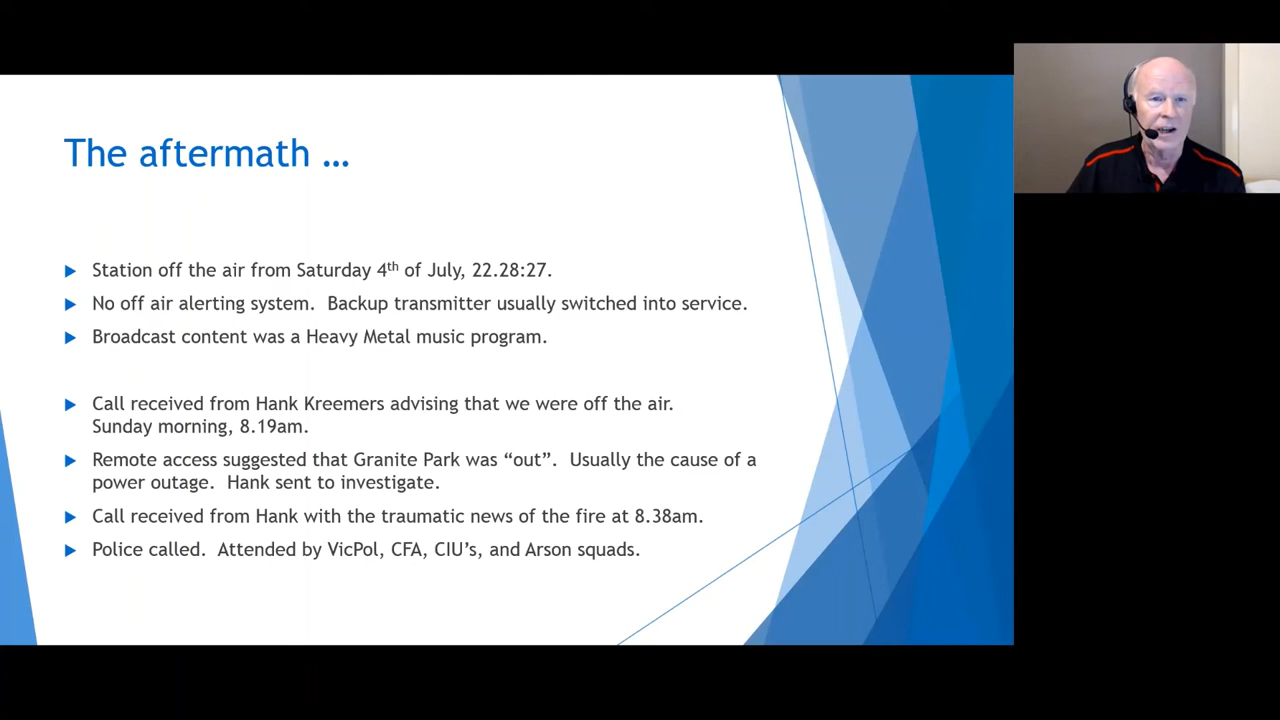 The aftermath …
Station off the air from Saturday 4th of July, 22.28:27.
No off air alerting system. Backup transmitter usually switched into service.
Broadcast content was a Heavy Metal music program.
Call received from Hank Kreemers advising that we were off the air.
Sunday morning, 8.19am.
Remote access suggested that Granite Park was “out”. Usually the cause of a
power outage. Hank sent to investigate.
Call received from Hank with the traumatic news of the fire at 8.38am.
Police called. Attended by VicPol, CFA, CIU’s, and Arson squads.